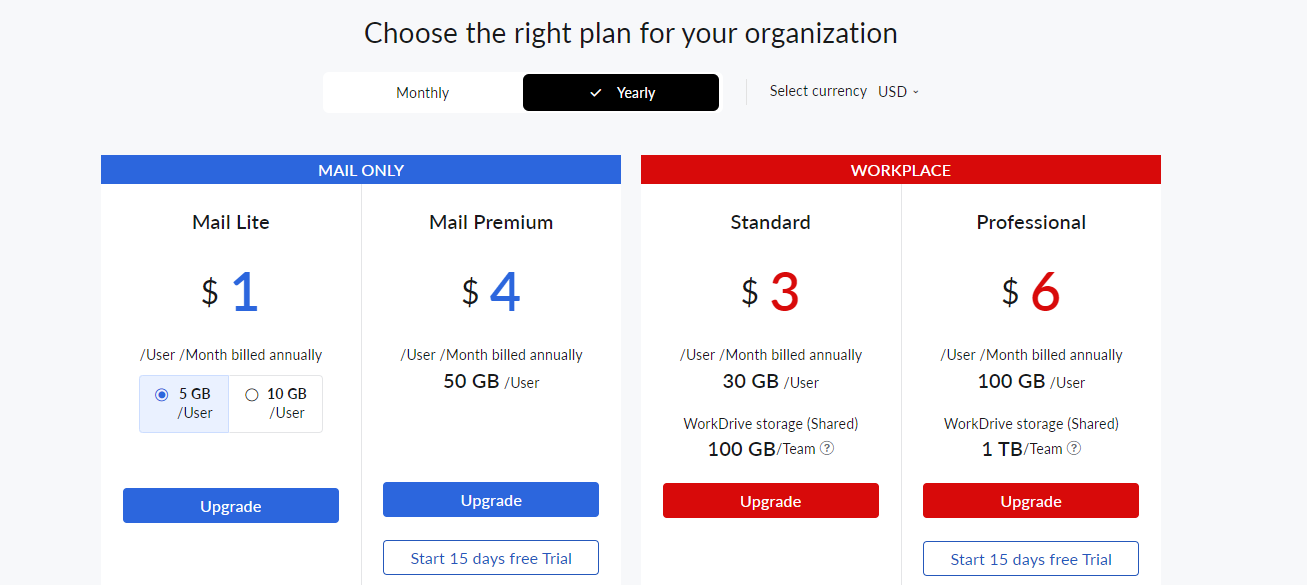 Choose the right plan for your organization
Monthly
Yearly
Select currency USD
MAIL ONLY
Mail Lite
$ 1
/User /Month billed annually
5 GB
/User
10 GB
/User
Upgrade
Mail Premium
$ 4
/User /Month billed annually
50 GB /User
Upgrade
Start 15 days free Trial
WORKPLACE
Standard
$ 3
/User /Month billed annually
30 GB /User
WorkDrive storage (Shared)
100 GB/Team ?
Upgrade
Professional
$ 6
/User /Month billed annually
100 GB /User
WorkDrive storage (Shared)
1 TB/Team ?
Upgrade
Start 15 days free Trial